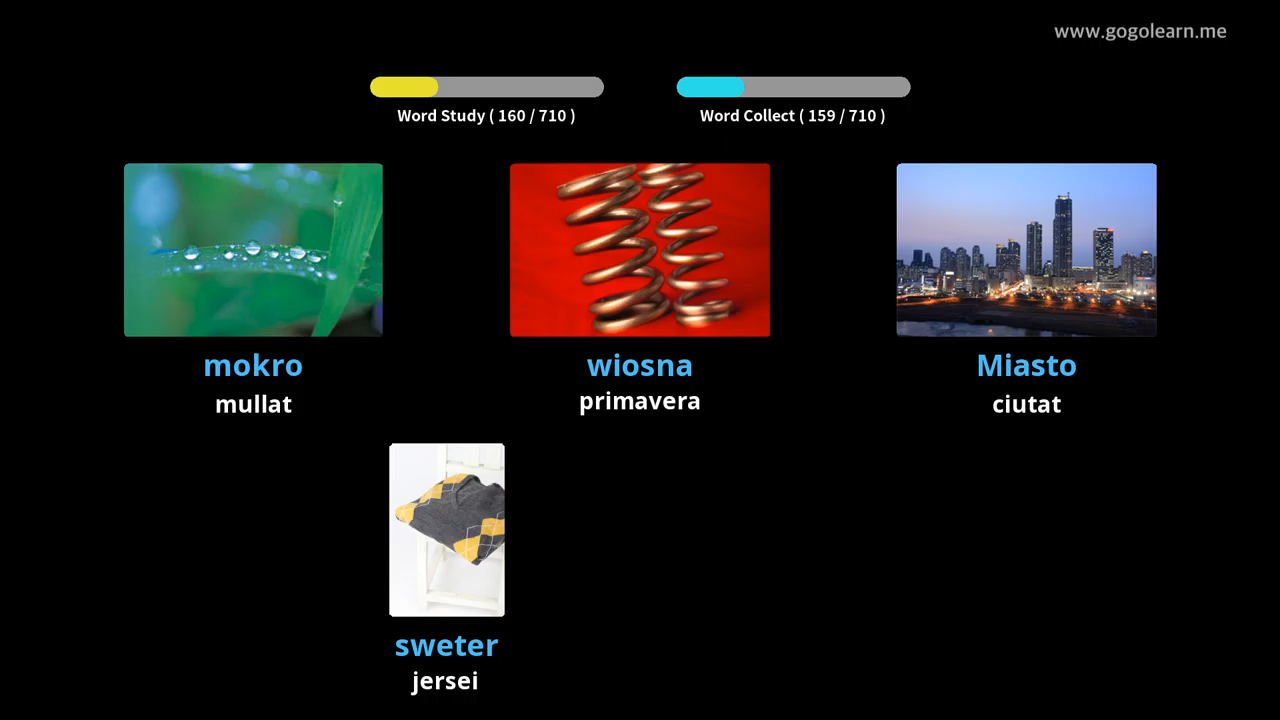 www.gogolearn.me
Word Study ( 160 / 710 )
Word Collect ( 159 / 710 )
mokro
mullat
wiosna
primavera
Miasto
ciutat
sweter
jersei